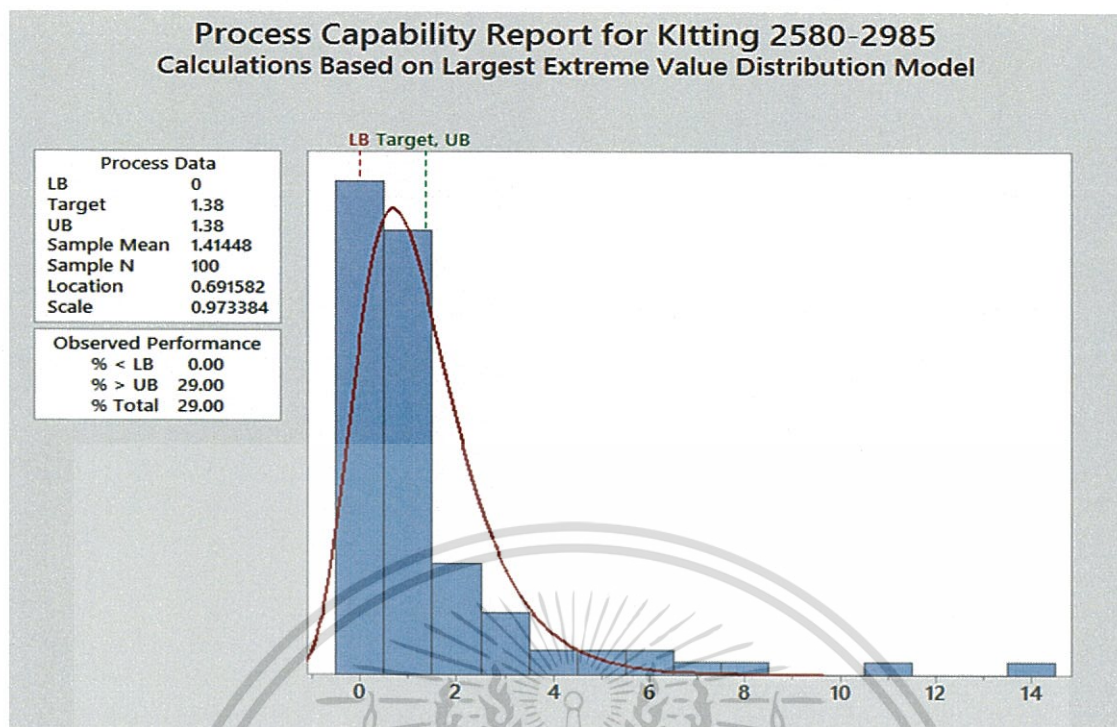 Process Capability Report for KItting 2580-2985
Calculations Based on Largest Extreme Value Distribution Model
LB Target, UB
Process Data
LB 0
Target 1.38
UB 1.38
Sample Mean 1.41448
Sample N 100
Location 0.691582
Scale 0.973384
Observed Performance
% < LB 0.00
% > UB 29.00
% Total 29.00
0 2 4 6 8 10 12 14